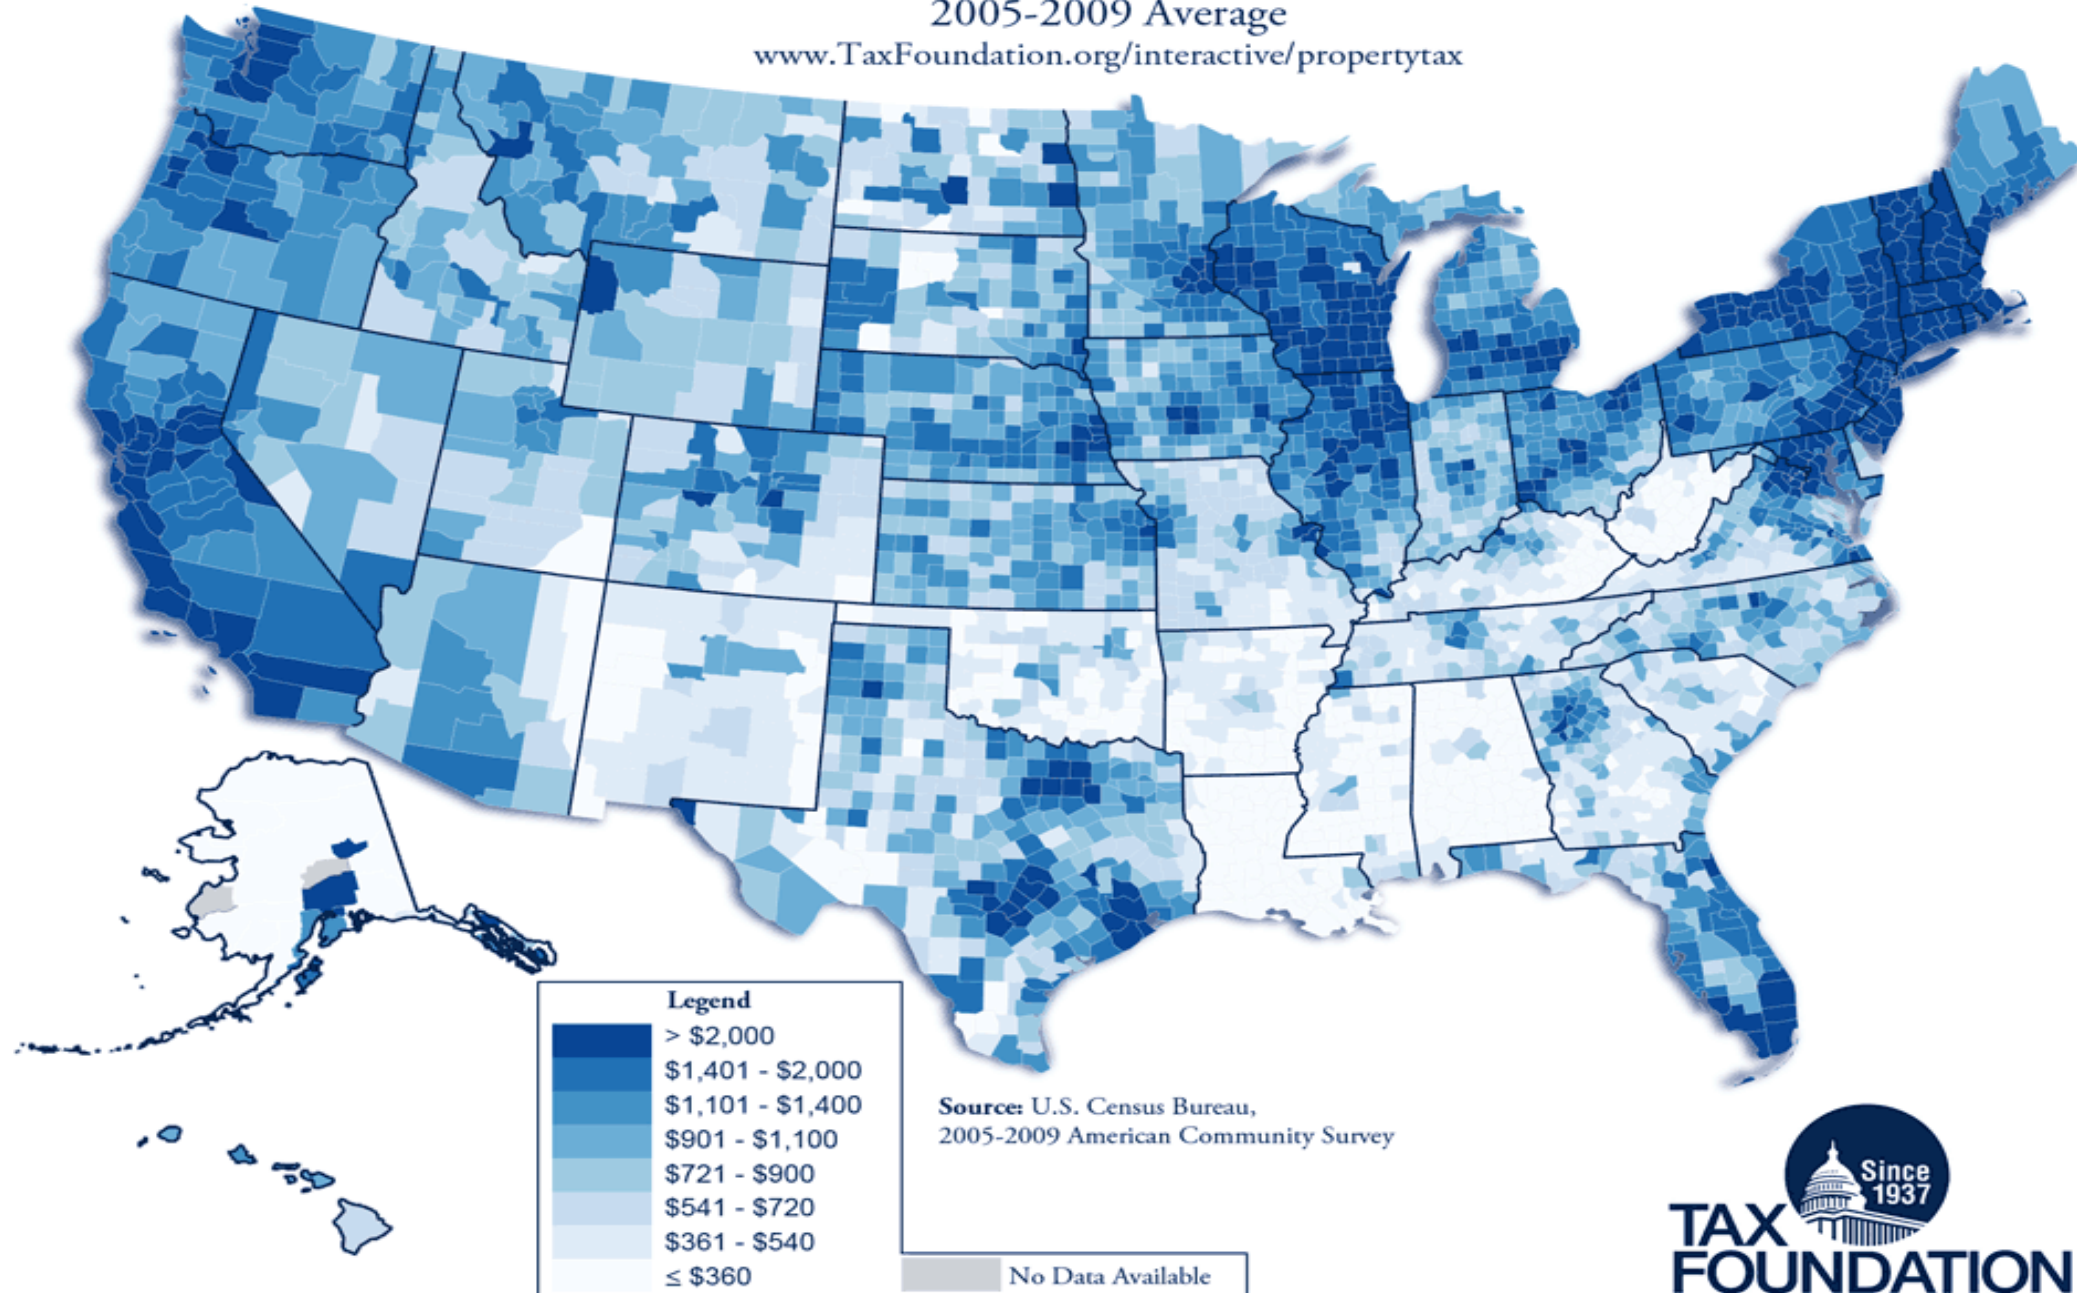 2005-2009 Average
www.TaxFoundation.org/interactive/propertytax
Legend
> $2,000
$1,401 - $2,000
$1,101 - $1,400
$901 - $1,100
$721 - $900
$541 - $720
$361 - $540
≤ $360
No Data Available
Source: U.S. Census Bureau,
2005-2009 American Community Survey
Since
1937
TAX
FOUNDATION